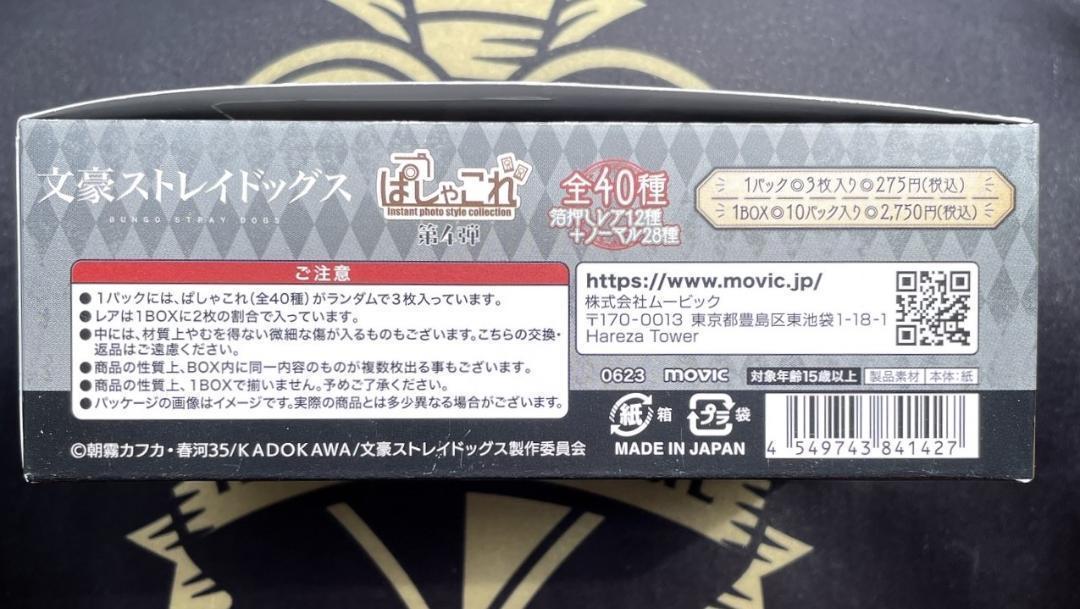 文豪ストレイドッグス
BUNGO STRAY DOGS
ぱしゃこれ
Instant photo style collection
第4弾
全40種
箔押しレア12種
+ノーマル28種
1パック◎3枚入り◎275円(税込)
1BOX◎10パック入り◎2,750円(税込)
ご注意
●1パックには、ぱしゃこれ(全40種)がランダムで3枚入っています。
●レアは1BOXに2枚の割合で入っています。
●中には、材質上やむを得ない微細な傷が入るものもございます。こちらの交換・
返品はご遠慮ください。
●商品の性質上、BOX内に同一内容のものが複数枚出る事もございます。
●商品の性質上、1BOXで揃いません。予めご了承ください。
●パッケージの画像はイメージです。実際の商品とは多少異なる場合がございます。
https://www.movic.jp/
株式会社ムービック
〒170-0013 東京都豊島区東池袋1-18-1
Hareza Tower
0623 movic 対象年齢15歳以上 製品素材 本体:紙
紙 箱 プラ 袋
MADE IN JAPAN
4 549743 841427
©朝霧カフカ・春河35/KADOKAWA/文豪ストレイドッグス製作委員会